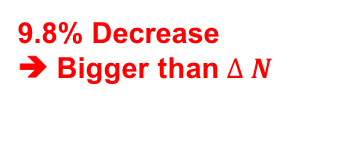 9.8% Decrease
➔ Bigger than Δ 𝑵